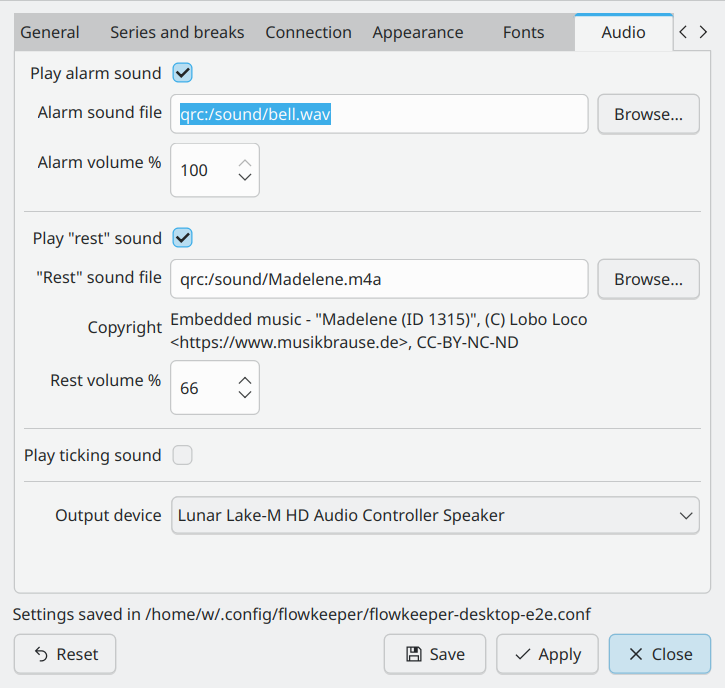 General Series and breaks Connection Appearance Fonts Audio
Play alarm sound
Alarm sound file qrc:/sound/bell.wav Browse...
Alarm volume % 100
Play "rest" sound
"Rest" sound file qrc:/sound/Madelene.m4a Browse...
Copyright Embedded music - "Madelene (ID 1315)", (C) Lobo Loco
<https://www.musikbrause.de>, CC-BY-NC-ND
Rest volume % 66
Play ticking sound
Output device Lunar Lake-M HD Audio Controller Speaker
Settings saved in /home/w/.config/flowkeeper/flowkeeper-desktop-e2e.conf
Reset Save Apply Close